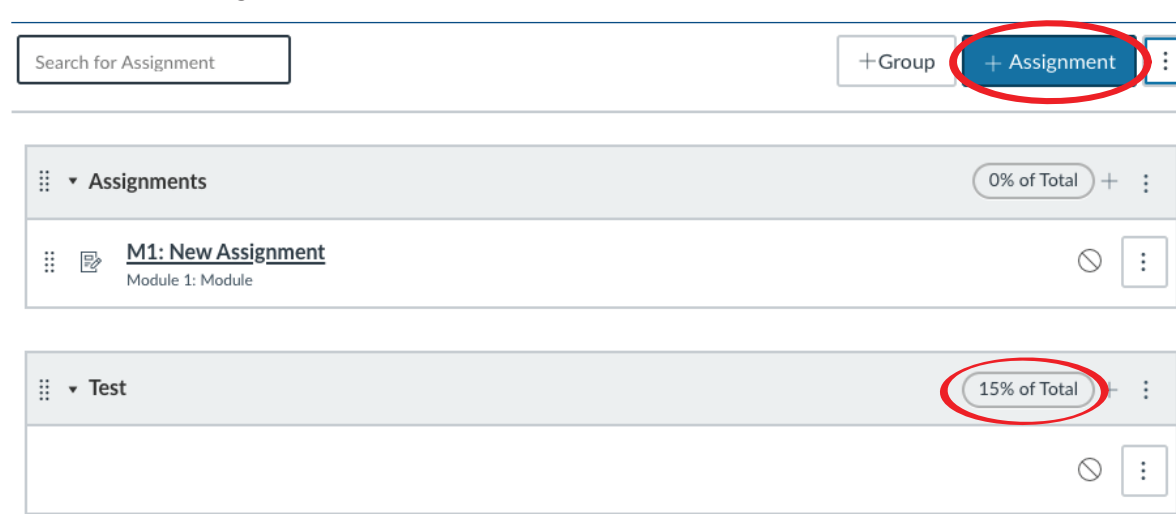 Search for Assignment
+Group
+ Assignment
Assignments
0% of Total
+
M1: New Assignment
Module 1: Module
Test
15% of Total
+